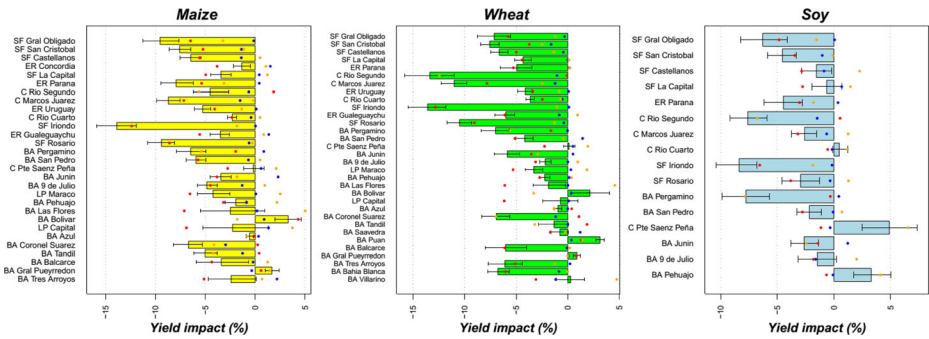 Maize
SF Gral Obligado
SF San Cristobal
SF Castellanos
ER Concordia
SF La Capital
ER Parana
C Rio Segundo
C Marcos Juarez
ER Uruguay
C Rio Cuarto
SF Iriondo
ER Gualeguaychu
SF Rosario
BA Pergamino
BA San Pedro
C Pte Saenz Peña
BA Junin
BA 9 de Julio
LP Maraco
BA Pehuajo
BA Las Flores
BA Bolivar
LP Capital
BA Azul
BA Coronel Suarez
BA Tandil
BA Balcarce
BA Gral Pueyrredon
BA Tres Arroyos
-15
-10
-5
0
5
Yield impact (%)
Wheat
SF Gral Obligado
SF San Cristobal
SF Castellanos
SF La Capital
ER Parana
C Rio Segundo
C Marcos Juarez
ER Uruguay
C Rio Cuarto
SF Iriondo
ER Gualeguaychu
SF Rosario
BA Pergamino
BA San Pedro
C Pte Saenz Peña
BA Junin
BA 9 de Julio
LP Maraco
BA Pehuajo
BA Las Flores
BA Bolivar
LP Capital
BA Azul
BA Coronel Suarez
BA Tandil
BA Saavedra
BA Puan
BA Balcarce
BA Gral Pueyrredon
BA Tres Arroyos
BA Bahia Blanca
BA Villarino
-15
-10
-5
0
5
Yield impact (%)
Soy
SF Gral Obligado
SF San Cristobal
SF Castellanos
SF La Capital
ER Parana
C Rio Segundo
C Marcos Juarez
C Rio Cuarto
SF Iriondo
SF Rosario
BA Pergamino
BA San Pedro
C Pte Saenz Peña
BA Junin
BA 9 de Julio
BA Pehuajo
-10
-5
0
5
Yield impact (%)